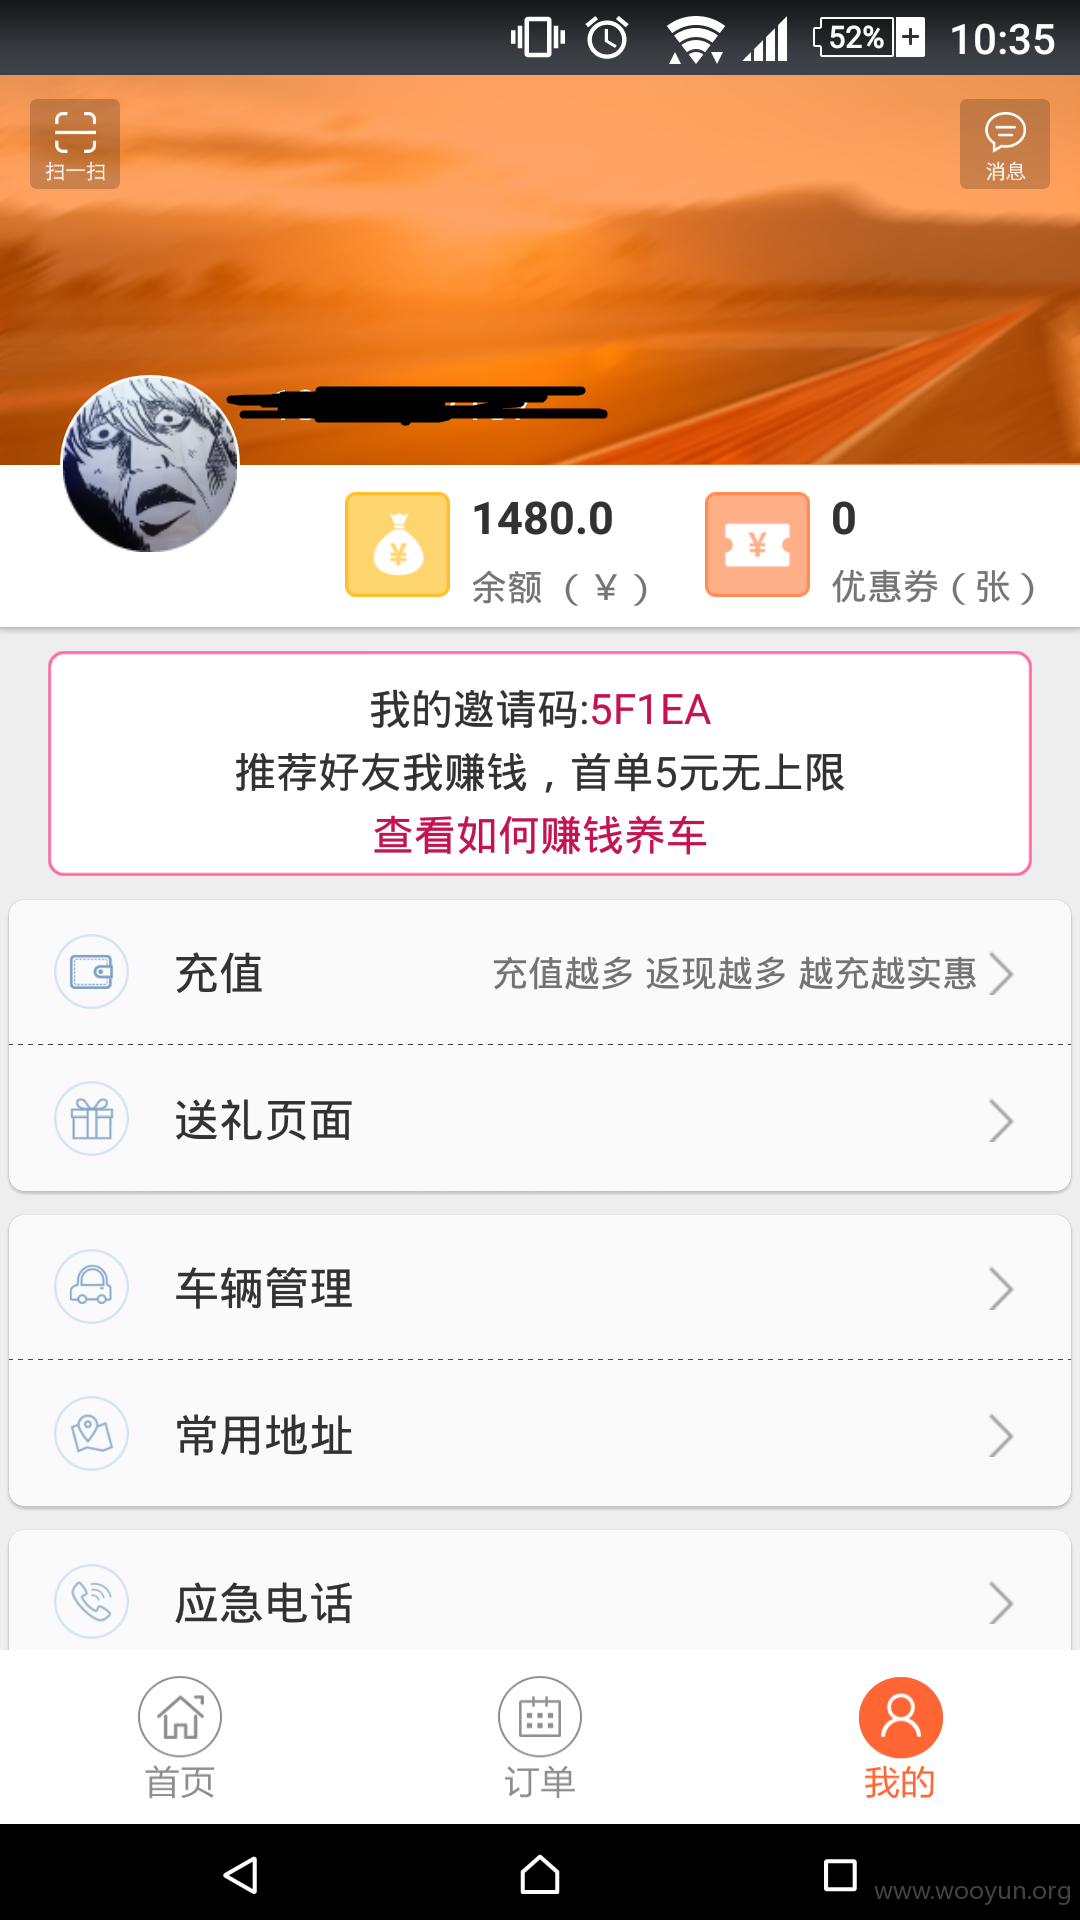 52%
10:35
扫一扫
消息
1480.0
余额（￥）
0
优惠券（张）
我的邀请码:5F1EA
推荐好友我赚钱，首单5元无上限
查看如何赚钱养车
充值
充值越多 返现越多 越充越实惠
送礼页面
车辆管理
常用地址
应急电话
首页
订单
我的
www.wooyun.org